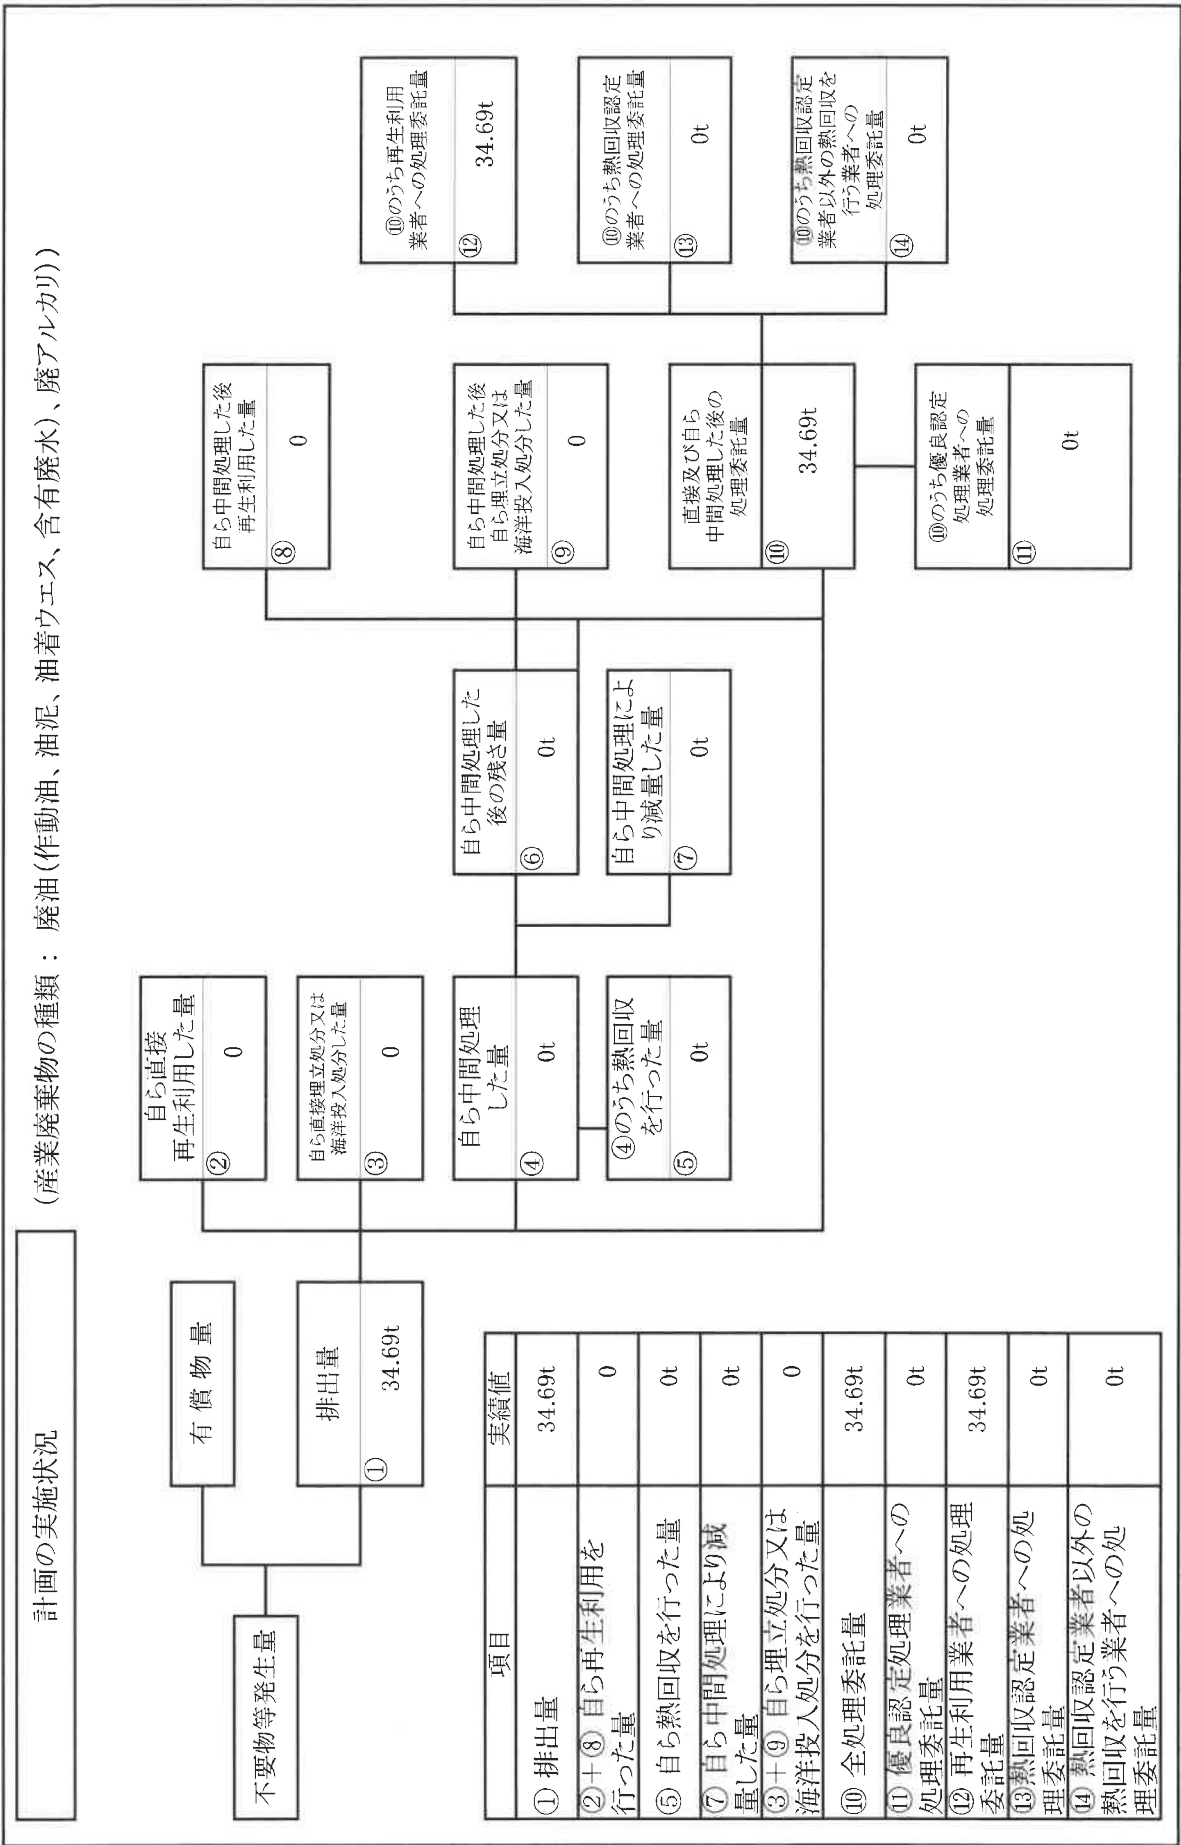 計画の実施状況
(産業廃棄物の種類： 廃油(作動油、油泥、油着ウエス、含有廃水)、廃アルカリ))
不要物等発生量
有 償 物 量
排出量
① 34.69t
自ら直接
再生利用した量
② 0
自ら直接埋立処分又は
海洋投入処分した量
③ 0
自ら中間処理
した量
④ 0t
④のうち熱回収
を行った量
⑤ 0t
自ら中間処理した
後の残さ量
⑥ 0t
自ら中間処理によ
り減量した量
⑦ 0t
自ら中間処理した後
再生利用した量
⑧ 0
自ら中間処理した後
自ら埋立処分又は
海洋投入処分した量
⑨ 0
直接及び自ら
中間処理した後の
処理委託量
⑩ 34.69t
⑩のうち優良認定
処理業者への
処理委託量
⑪ 0t
⑩のうち再生利用
業者への処理委託量
⑫ 34.69t
⑩のうち熱回収認定
業者への処理委託量
⑬ 0t
⑩のうち熱回収認定
業者以外の熱回収を
行う業者への
処理委託量
⑭ 0t
項目 実績値
① 排出量 34.69t
②＋⑧ 自ら再生利用を
行った量 0
⑤ 自ら熱回収を行った量 0t
⑦ 自ら中間処理により減
量した量 0t
③＋⑨ 自ら埋立処分又は
海洋投入処分を行った量 0
⑩ 全処理委託量 34.69t
⑪ 優良認定処理業者への
処理委託量 0t
⑫ 再生利用業者への処理
委託量 34.69t
⑬熱回収認定業者への処
理委託量 0t
⑭ 熱回収認定業者以外の
熱回収を行う業者への処
理委託量 0t